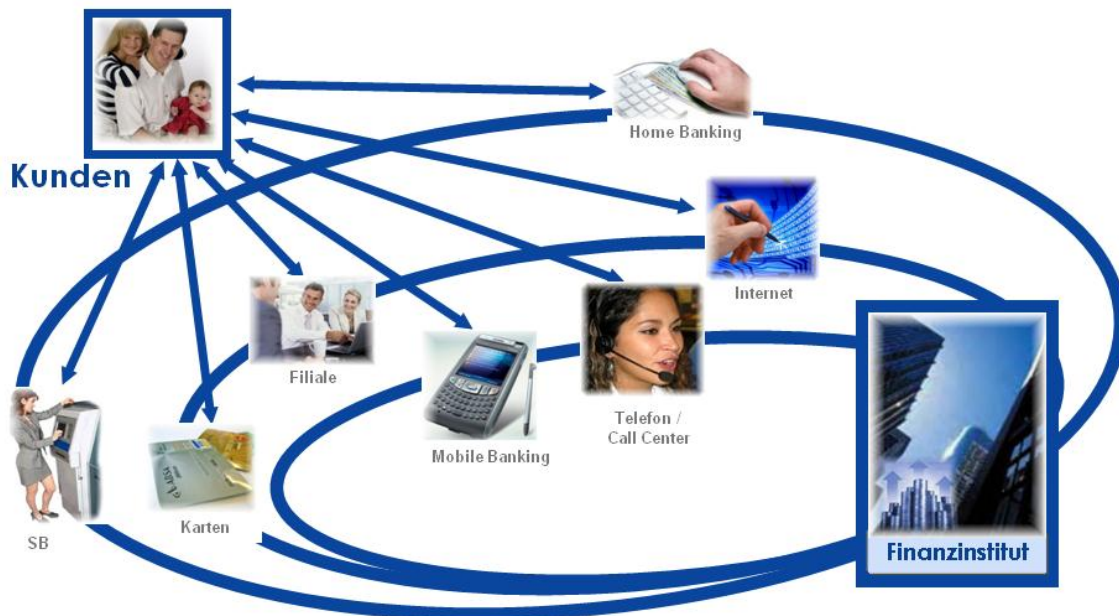 Home Banking
Kunden
Internet
Filiale
Telefon /
Call Center
Mobile Banking
Karten
SB
Finanzinstitut